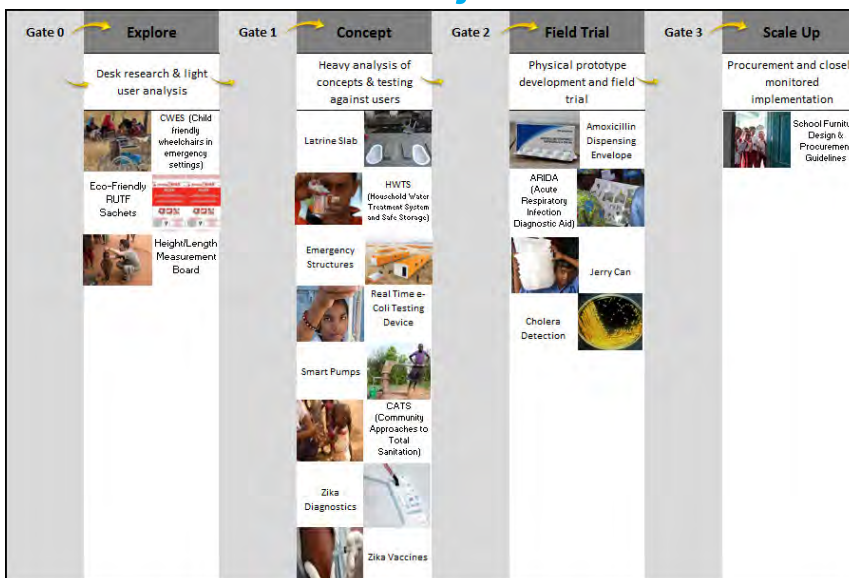 Gate 0
Explore
Gate 1
Concept
Gate 2
Field Trial
Gate 3
Scale Up
Desk research & light
user analysis
Heavy analysis of
concepts & testing
against users
Physical prototype
development and field
trial
Procurement and closel
monitored
implementation
CWES (Child
friendly
wheelchairs in
emergency
settings)
Eco-Friendly
RUTF
Sachets
Height/Length
Measurement
Board
Latrine Slab
HWTS
(Household Water
Treatment System
and Safe Storage)
Emergency
Structures
Real Time e-
Coli Testing
Device
Smart Pumps
CATS
(Community
Approaches to
Total
Sanitation)
Zika
Diagnostics
Zika Vaccines
Amoxicillin
Dispensing
Envelope
ARIDA
(Acute
Respiratory
Infection
Diagnostic Aid)
Jerry Can
Cholera
Detection
School Furnitu
Design &
Procurement
Guidelines